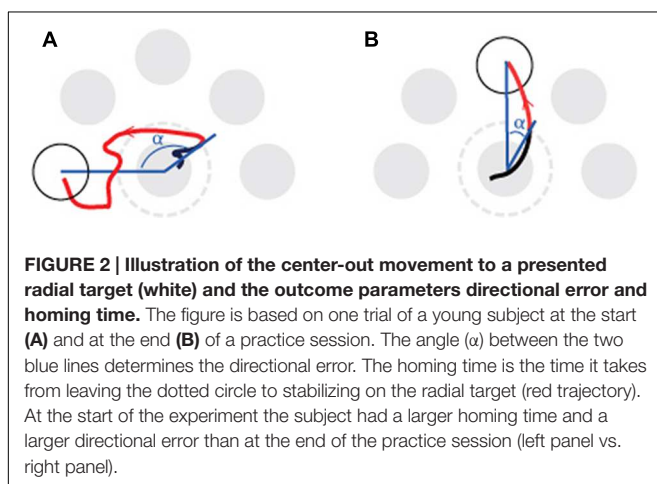 A
B
α
α
FIGURE 2 | Illustration of the center-out movement to a presented
radial target (white) and the outcome parameters directional error and
homing time. The figure is based on one trial of a young subject at the start
(A) and at the end (B) of a practice session. The angle (α) between the two
blue lines determines the directional error. The homing time is the time it takes
from leaving the dotted circle to stabilizing on the radial target (red trajectory).
At the start of the experiment the subject had a larger homing time and a
larger directional error than at the end of the practice session (left panel vs.
right panel).